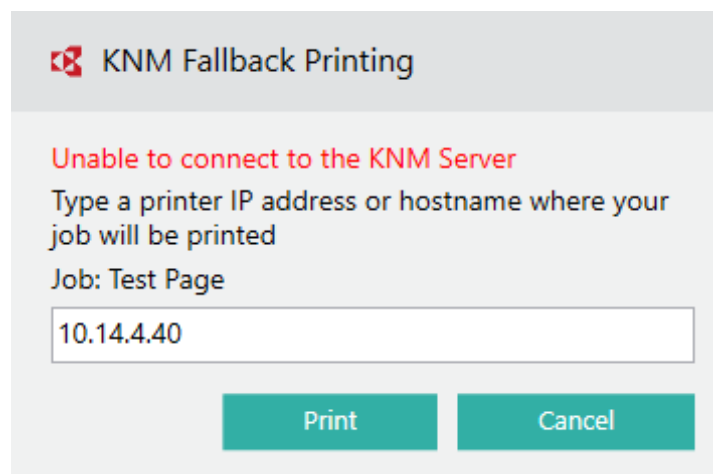 KNM Fallback Printing
Unable to connect to the KNM Server
Type a printer IP address or hostname where your
job will be printed
Job: Test Page
10.14.4.40
Print
Cancel